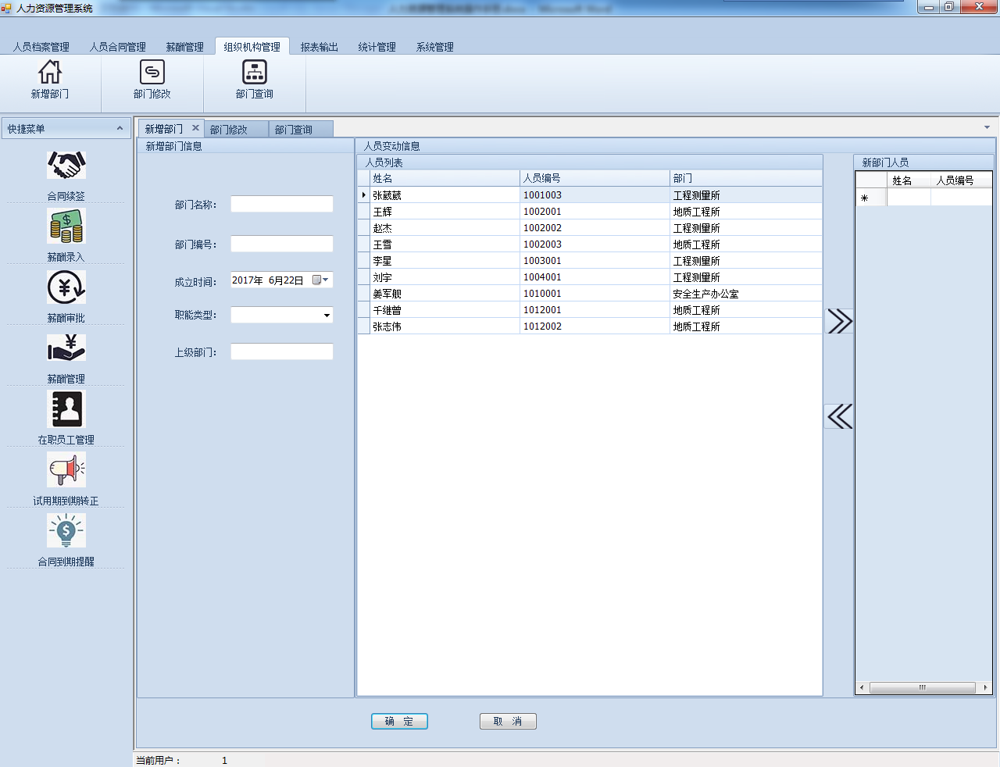 人力资源管理系统
人员档案管理 人员合同管理 薪酬管理 组织机构管理 报表输出 统计管理 系统管理
新增部门 部门修改 部门查询
快捷菜单
合同续签
薪酬录入
薪酬审批
薪酬管理
在职员工管理
试用期到期转正
合同到期提醒
新增部门 部门修改 部门查询
新增部门信息
部门名称：
部门编号：
成立时间： 2017年 6月22日
职能类型：
上级部门：
人员变动信息
人员列表
姓名 人员编号 部门
张葳葳 1001003 工程测量所
王辉 1002001 地质工程所
赵杰 1002002 工程测量所
王雪 1002003 地质工程所
李星 1003001 工程测量所
刘宇 1004001 工程测量所
姜军舰 1010001 安全生产办公室
千继曾 1012001 地质工程所
张志伟 1012002 地质工程所
新部门人员
姓名 人员编号
确 定 取 消
当前用户： 1